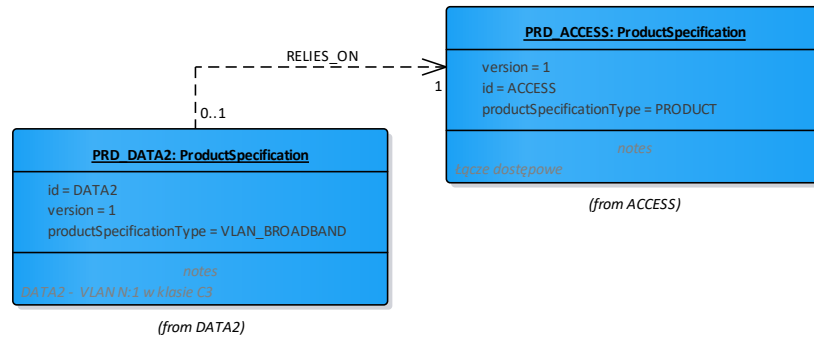 PRD_ACCESS: ProductSpecification
version = 1
id = ACCESS
productSpecificationType = PRODUCT
notes
Łącze dostępowe
(from ACCESS)
RELIES_ON
1
0..1
PRD_DATA2: ProductSpecification
id = DATA2
version = 1
productSpecificationType = VLAN_BROADBAND
notes
DATA2 - VLAN N:1 w klasie C3
(from DATA2)